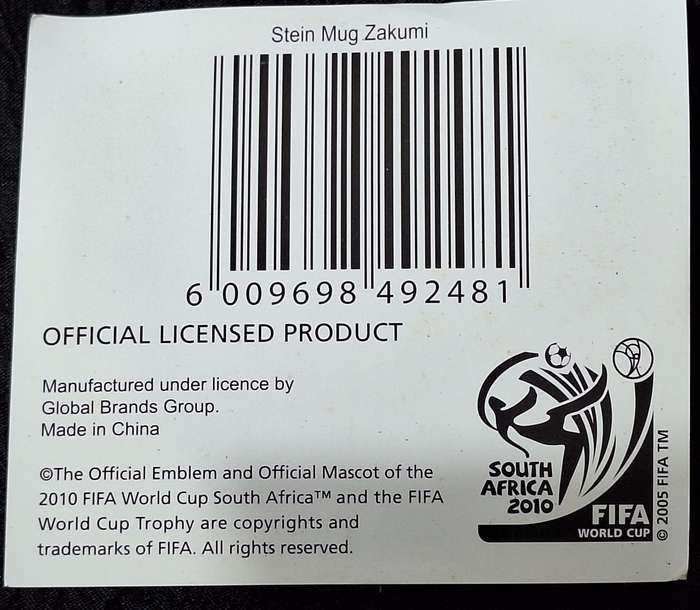 Stein Mug Zakumi
6 009698 492481
OFFICIAL LICENSED PRODUCT
Manufactured under licence by
Global Brands Group.
Made in China
©The Official Emblem and Official Mascot of the
2010 FIFA World Cup South Africa™ and the FIFA
World Cup Trophy are copyrights and
trademarks of FIFA. All rights reserved.
SOUTH
AFRICA
2010
FIFA
WORLD CUP
© 2005 FIFA TM